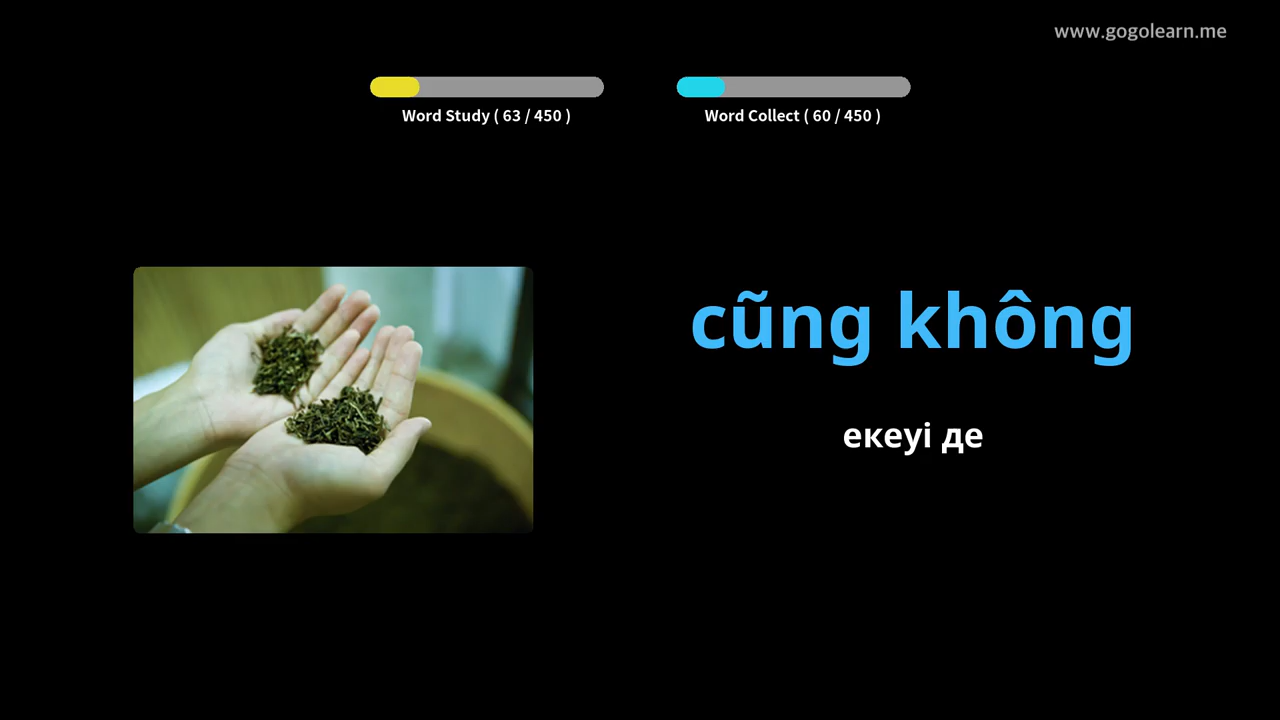 www.gogolearn.me
Word Study ( 63 / 450 )
Word Collect ( 60 / 450 )
cũng không
екеуі де